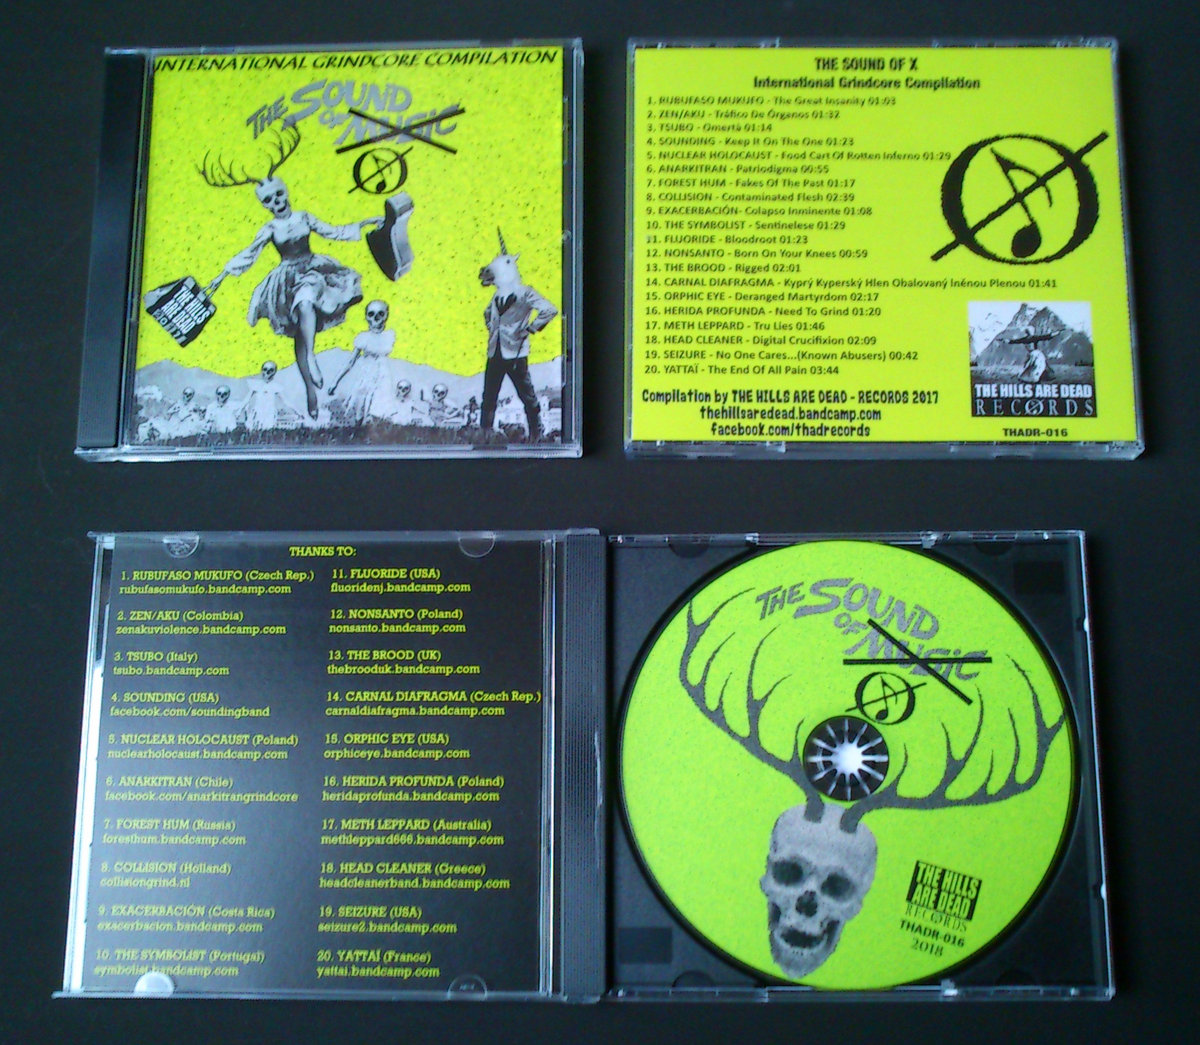 INTERNATIONAL GRINDCORE COMPILATION
THE SOUND
OF MUSIC
THE HILLS
ARE DEAD
2017
THE SOUND OF X
International Grindcore Compilation
1. RUBUFASO MUKUFO - The Great Insanity 01:03
2. ZEN/AKU - Tráfico De Órganos 01:32
3. TSUBO - Omertà 01:14
4. SOUNDING - Keep It On The One 01:23
5. NUCLEAR HOLOCAUST - Food Cart Of Rotten Inferno 01:29
6. ANARKITRAN - Patriodigma 00:55
7. FOREST HUM - Fakes Of The Past 01:17
8. COLLISION - Contaminated Flesh 02:39
9. EXACERBACIÓN- Colapso Inminente 01:08
10. THE SYMBOLIST - Sentinelese 01:29
11. FLUORIDE - Bloodroot 01:23
12. NONSANTO - Born On Your Knees 00:59
13. THE BROOD - Rigged 02:01
14. CARNAL DIAFRAGMA - Kyprý Kyperský Hlen Obalovaný lněnou Plenou 01:41
15. ORPHIC EYE - Deranged Martyrdom 02:17
16. HERIDA PROFUNDA - Need To Grind 01:20
17. METH LEPPARD - Tru Lies 01:46
18. HEAD CLEANER - Digital Crucifixion 02:09
19. SEIZURE - No One Cares...(Known Abusers) 00:42
20. YATTAÏ - The End Of All Pain 03:44
Compilation by THE HILLS ARE DEAD - RECORDS 2017
thehillsaredead.bandcamp.com
facebook.com/thadrecords
THE HILLS ARE DEAD
RECORDS
THADR-016
THANKS TO:
1. RUBUFASO MUKUFO (Czech Rep.)
rubufasomukufo.bandcamp.com
2. ZEN/AKU (Colombia)
zenakuviolence.bandcamp.com
3. TSUBO (Italy)
tsubo.bandcamp.com
4. SOUNDING (USA)
facebook.com/soundingband
5. NUCLEAR HOLOCAUST (Poland)
nuclearholocaust.bandcamp.com
6. ANARKITRAN (Chile)
facebook.com/anarkitrangrindcore
7. FOREST HUM (Russia)
foresthum.bandcamp.com
8. COLLISION (Holland)
collisiongrind.nl
9. EXACERBACIÓN (Costa Rica)
exacerbacion.bandcamp.com
10. THE SYMBOLIST (Portugal)
symbolist.bandcamp.com
11. FLUORIDE (USA)
fluoridenj.bandcamp.com
12. NONSANTO (Poland)
nonsanto.bandcamp.com
13. THE BROOD (UK)
thebrooduk.bandcamp.com
14. CARNAL DIAFRAGMA (Czech Rep.)
carnaldiafragma.bandcamp.com
15. ORPHIC EYE (USA)
orphiceye.bandcamp.com
16. HERIDA PROFUNDA (Poland)
heridaprofunda.bandcamp.com
17. METH LEPPARD (Australia)
methleppard666.bandcamp.com
18. HEAD CLEANER (Greece)
headcleanerband.bandcamp.com
19. SEIZURE (USA)
seizure2.bandcamp.com
20. YATTAÏ (France)
yattai.bandcamp.com
THE SOUND
OF MUSIC
THE HILLS
ARE DEAD
RECORDS
THADR-016
2018